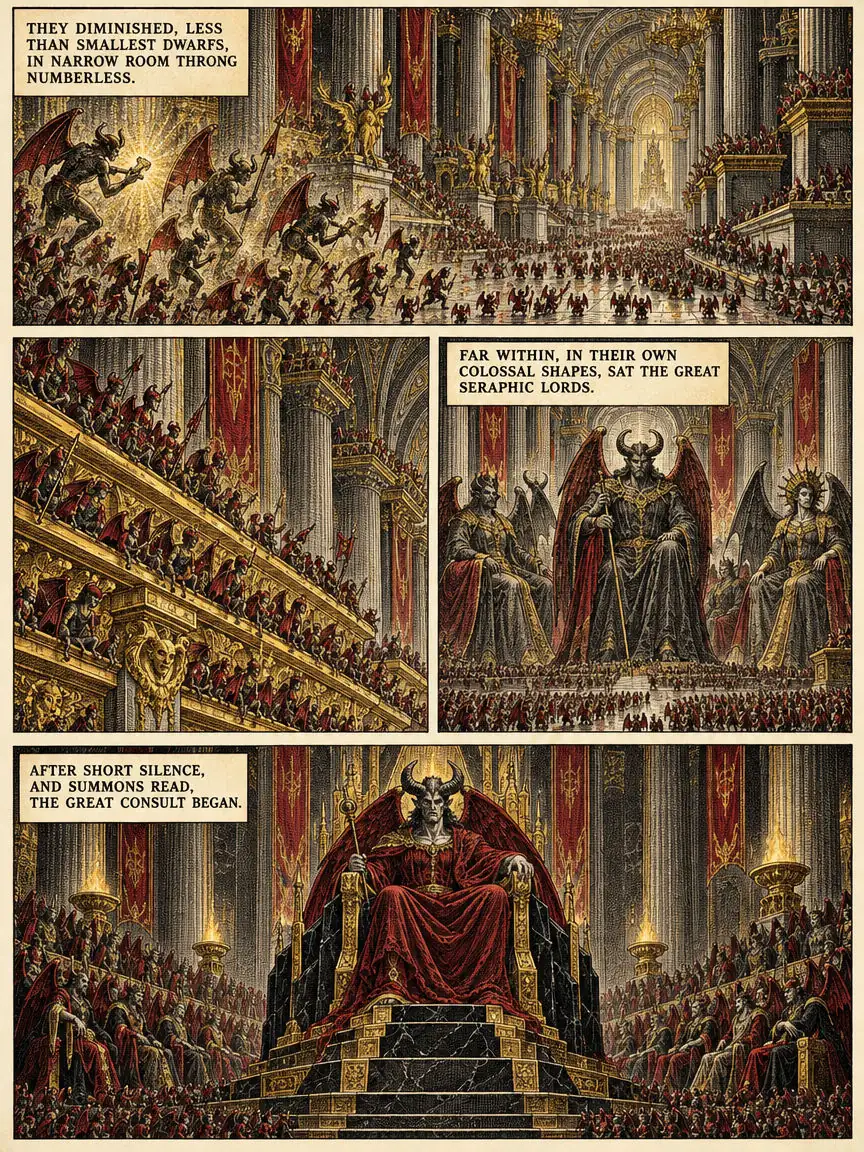 THEY DIMINISHED, LESS
THAN SMALLEST DWARFS,
IN NARROW ROOM THRONG
NUMBERLESS.
FAR WITHIN, IN THEIR OWN
COLOSSAL SHAPES, SAT THE GREAT
SERAPHIC LORDS.
AFTER SHORT SILENCE,
AND SUMMONS READ,
THE GREAT CONSULT BEGAN.